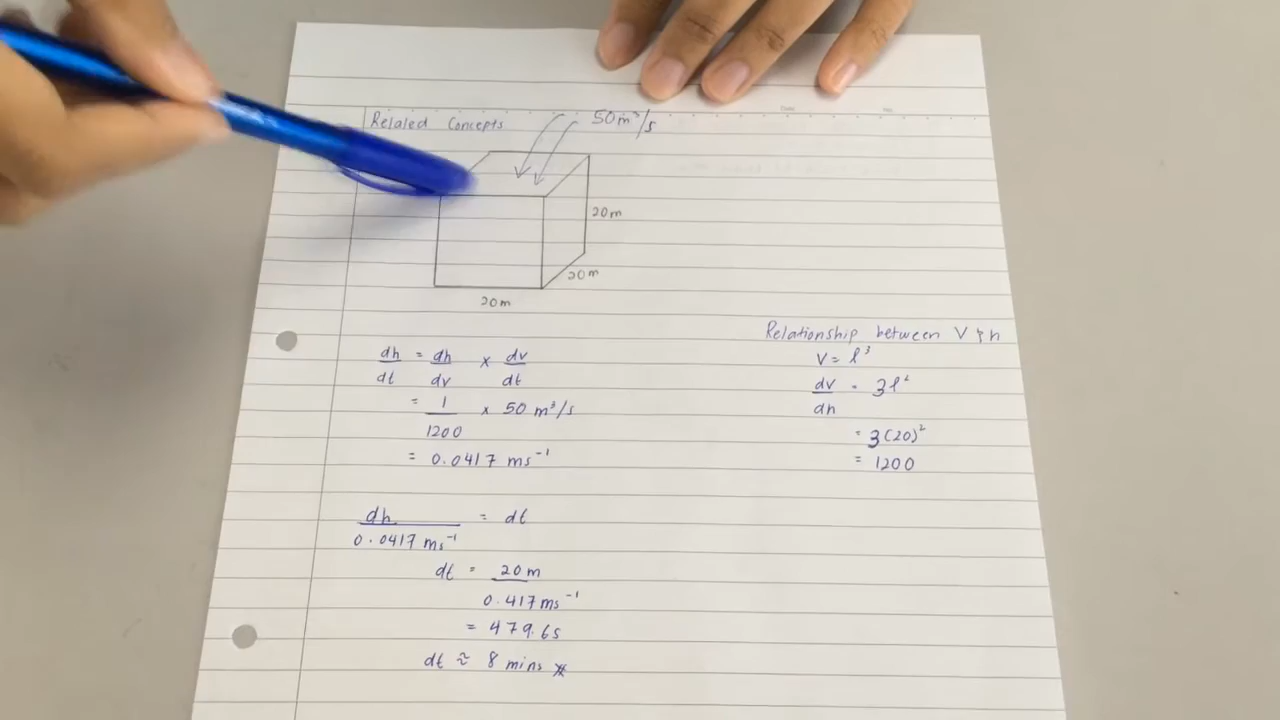 Related Concepts
50m³/s
20m
20m
20m
dh = dh × dv
dt dv dt
= 1 × 50 m³/s
1200
= 0.0417 ms⁻¹
dh = dt
0.0417 ms⁻¹
dt = 20m
0.417 ms⁻¹
= 479.6s
dt ≈ 8 mins
Relationship between V & h
V = l³
dv = 3l²
dh
= 3(20)²
= 1200